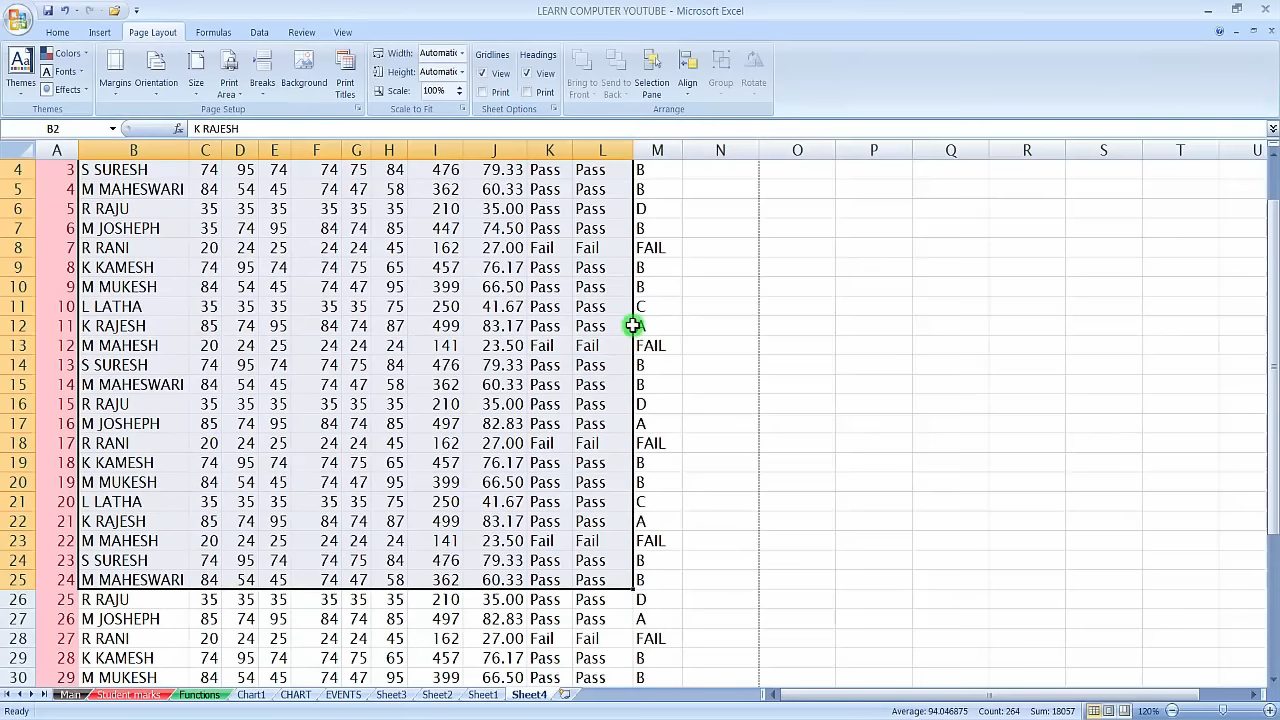 LEARN COMPUTER YOUTUBE - Microsoft Excel
Home Insert Page Layout Formulas Data Review View
Themes Colors Fonts Effects Margins Orientation Size Print Area Breaks Background Print Titles Width: Automatic Height: Automatic Scale: 100% Gridlines View Print Headings View Print Bring to Front Send to Back Selection Pane Align Group Rotate
Themes Page Setup Scale to Fit Sheet Options Arrange
B2 fx K RAJESH
A B C D E F G H I J K L M N O P Q R S T U
4 3 S SURESH 74 95 74 74 75 84 476 79.33 Pass Pass B
5 4 M MAHESWARI 84 54 45 74 47 58 362 60.33 Pass Pass B
6 5 R RAJU 35 35 35 35 35 35 210 35.00 Pass Pass D
7 6 M JOSHEPH 35 74 95 84 74 85 447 74.50 Pass Pass B
8 7 R RANI 20 24 25 24 24 45 162 27.00 Fail Fail FAIL
9 8 K KAMESH 74 95 74 74 75 65 457 76.17 Pass Pass B
10 9 M MUKESH 84 54 45 74 47 95 399 66.50 Pass Pass B
11 10 L LATHA 35 35 35 35 35 75 250 41.67 Pass Pass C
12 11 K RAJESH 85 74 95 84 74 87 499 83.17 Pass Pass A
13 12 M MAHESH 20 24 25 24 24 24 141 23.50 Fail Fail FAIL
14 13 S SURESH 74 95 74 74 75 84 476 79.33 Pass Pass B
15 14 M MAHESWARI 84 54 45 74 47 58 362 60.33 Pass Pass B
16 15 R RAJU 35 35 35 35 35 35 210 35.00 Pass Pass D
17 16 M JOSHEPH 85 74 95 84 74 85 497 82.83 Pass Pass A
18 17 R RANI 20 24 25 24 24 45 162 27.00 Fail Fail FAIL
19 18 K KAMESH 74 95 74 74 75 65 457 76.17 Pass Pass B
20 19 M MUKESH 84 54 45 74 47 95 399 66.50 Pass Pass B
21 20 L LATHA 35 35 35 35 35 75 250 41.67 Pass Pass C
22 21 K RAJESH 85 74 95 84 74 87 499 83.17 Pass Pass A
23 22 M MAHESH 20 24 25 24 24 24 141 23.50 Fail Fail FAIL
24 23 S SURESH 74 95 74 74 75 84 476 79.33 Pass Pass B
25 24 M MAHESWARI 84 54 45 74 47 58 362 60.33 Pass Pass B
26 25 R RAJU 35 35 35 35 35 35 210 35.00 Pass Pass D
27 26 M JOSHEPH 85 74 95 84 74 85 497 82.83 Pass Pass A
28 27 R RANI 20 24 25 24 24 45 162 27.00 Fail Fail FAIL
29 28 K KAMESH 74 95 74 74 75 65 457 76.17 Pass Pass B
30 29 M MUKESH 84 54 45 74 47 95 399 66.50 Pass Pass B
Main Student marks Functions Chart1 CHART EVENTS Sheet3 Sheet2 Sheet1 Sheet4
Ready Average: 94.046875 Count: 264 Sum: 18057 120%